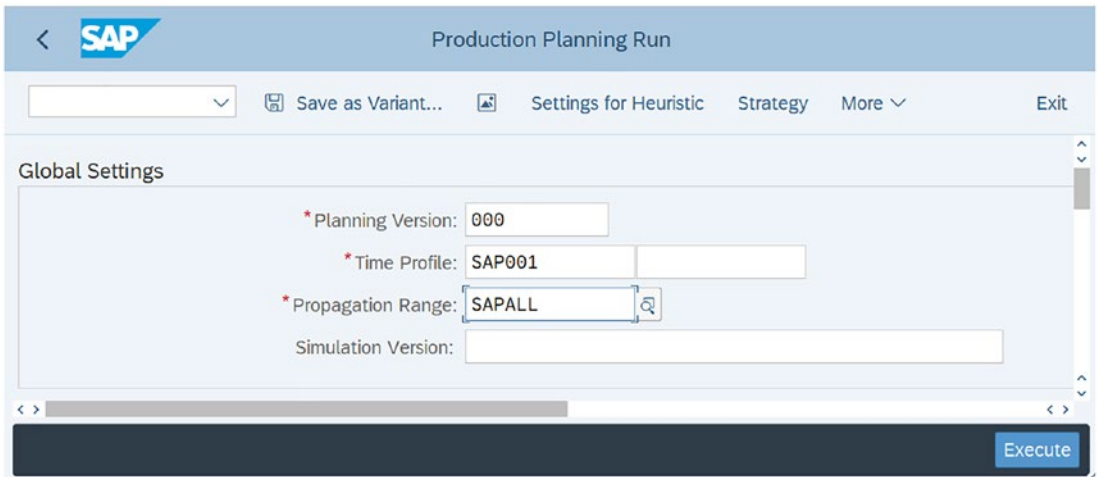 SAP Production Planning Run
Save as Variant... Settings for Heuristic Strategy More Exit
Global Settings
*Planning Version: 000
*Time Profile: SAP001
*Propagation Range: SAPALL
Simulation Version:
Execute